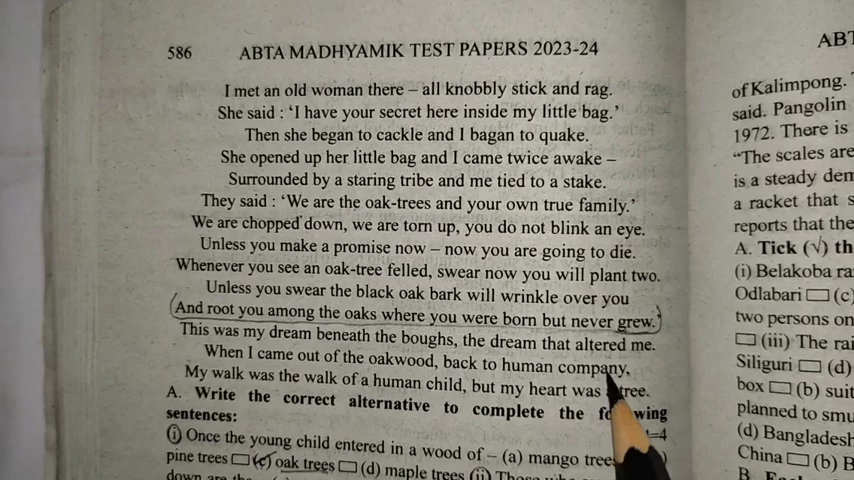 586 ABTA MADHYAMIK TEST PAPERS 2023-24
I met an old woman there – all knobbly stick and rag.
She said : 'I have your secret here inside my little bag.'
Then she began to cackle and I bagan to quake.
She opened up her little bag and I came twice awake –
Surrounded by a staring tribe and me tied to a stake.
They said : 'We are the oak-trees and your own true family.'
We are chopped down, we are torn up, you do not blink an eye.
Unless you make a promise now – now you are going to die.
Whenever you see an oak-tree felled, swear now you will plant two.
Unless you swear the black oak bark will wrinkle over you
And root you among the oaks where you were born but never grew.'
This was my dream beneath the boughs, the dream that altered me.
When I came out of the oakwood, back to human company,
My walk was the walk of a human child, but my heart was tree.
A. Write the correct alternative to complete the
sentences: =4
(i) Once the young child entered in a wood of – (a) mango trees )
pine trees (c) oak trees (d) maple trees (ii) Those who
down are the
ABT
of Kalimpong.
said. Pangolin
1972. There is
"The scales are
is a steady dem
a racket that s
reports that the
A. Tick (√) th
(i) Belakoba ra
Odlabari (c)
two persons on
(iii) The rai
Siliguri (d)
box (b) suit
planned to smu
(d) Bangladesh
China (b) B
B.